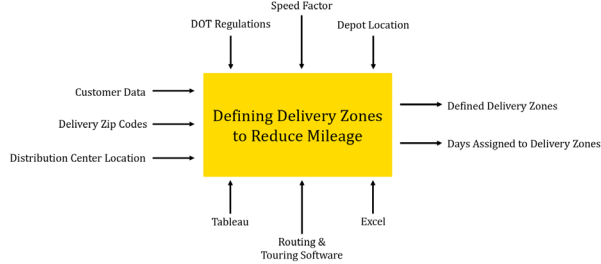 Speed Factor
DOT Regulations
Depot Location
Customer Data
Delivery Zip Codes
Distribution Center Location
Defining Delivery Zones
to Reduce Mileage
Defined Delivery Zones
Days Assigned to Delivery Zones
Tableau
Routing &
Touring Software
Excel